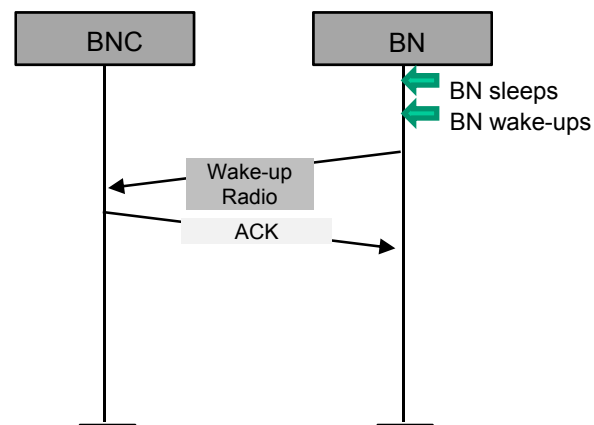 BNC
BN
BN sleeps
BN wake-ups
Wake-up
Radio
ACK